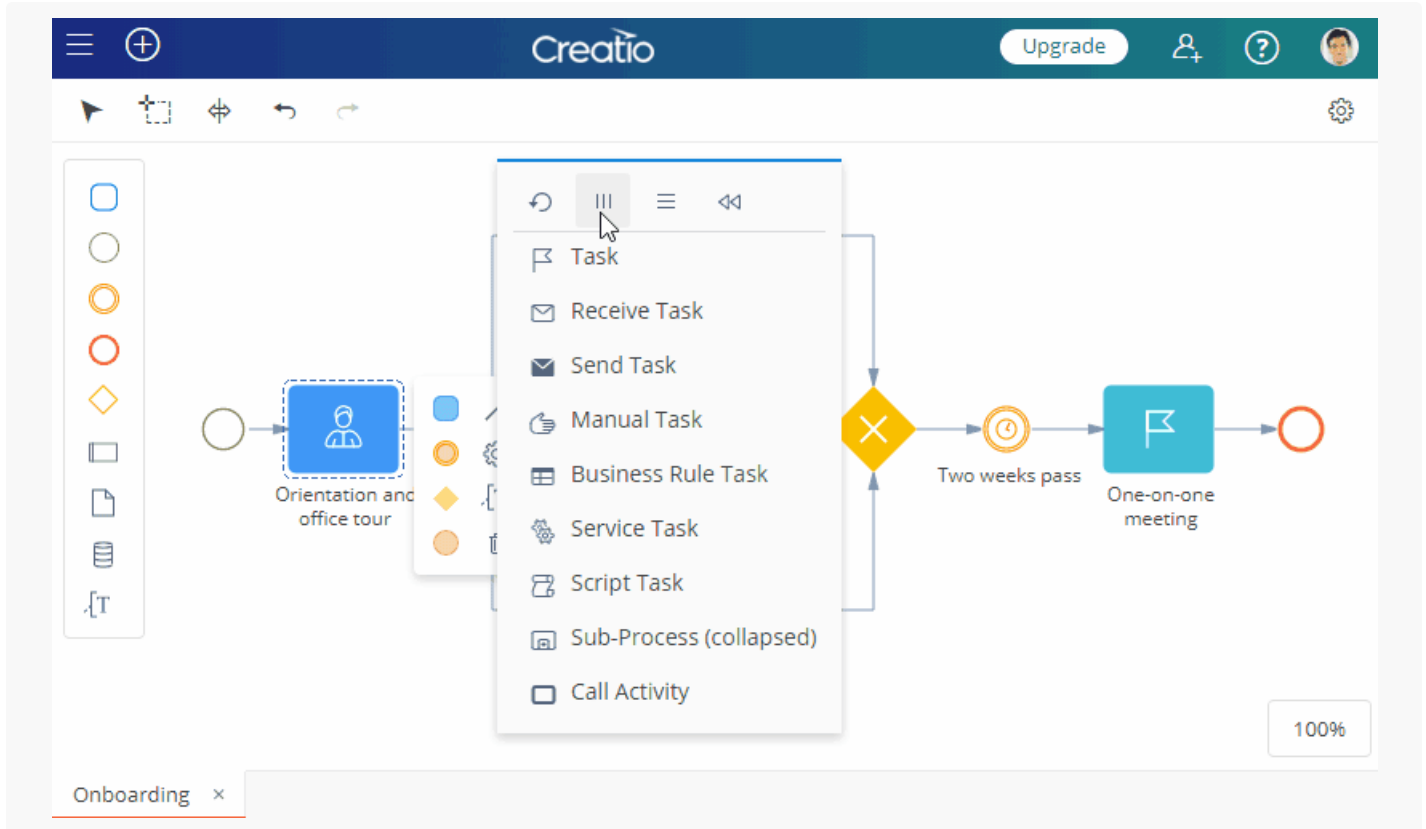 Creatio
Upgrade
Task
Receive Task
Send Task
Manual Task
Business Rule Task
Service Task
Script Task
Sub-Process (collapsed)
Call Activity
T
Orientation and
office tour
Two weeks pass
One-on-one
meeting
100%
Onboarding